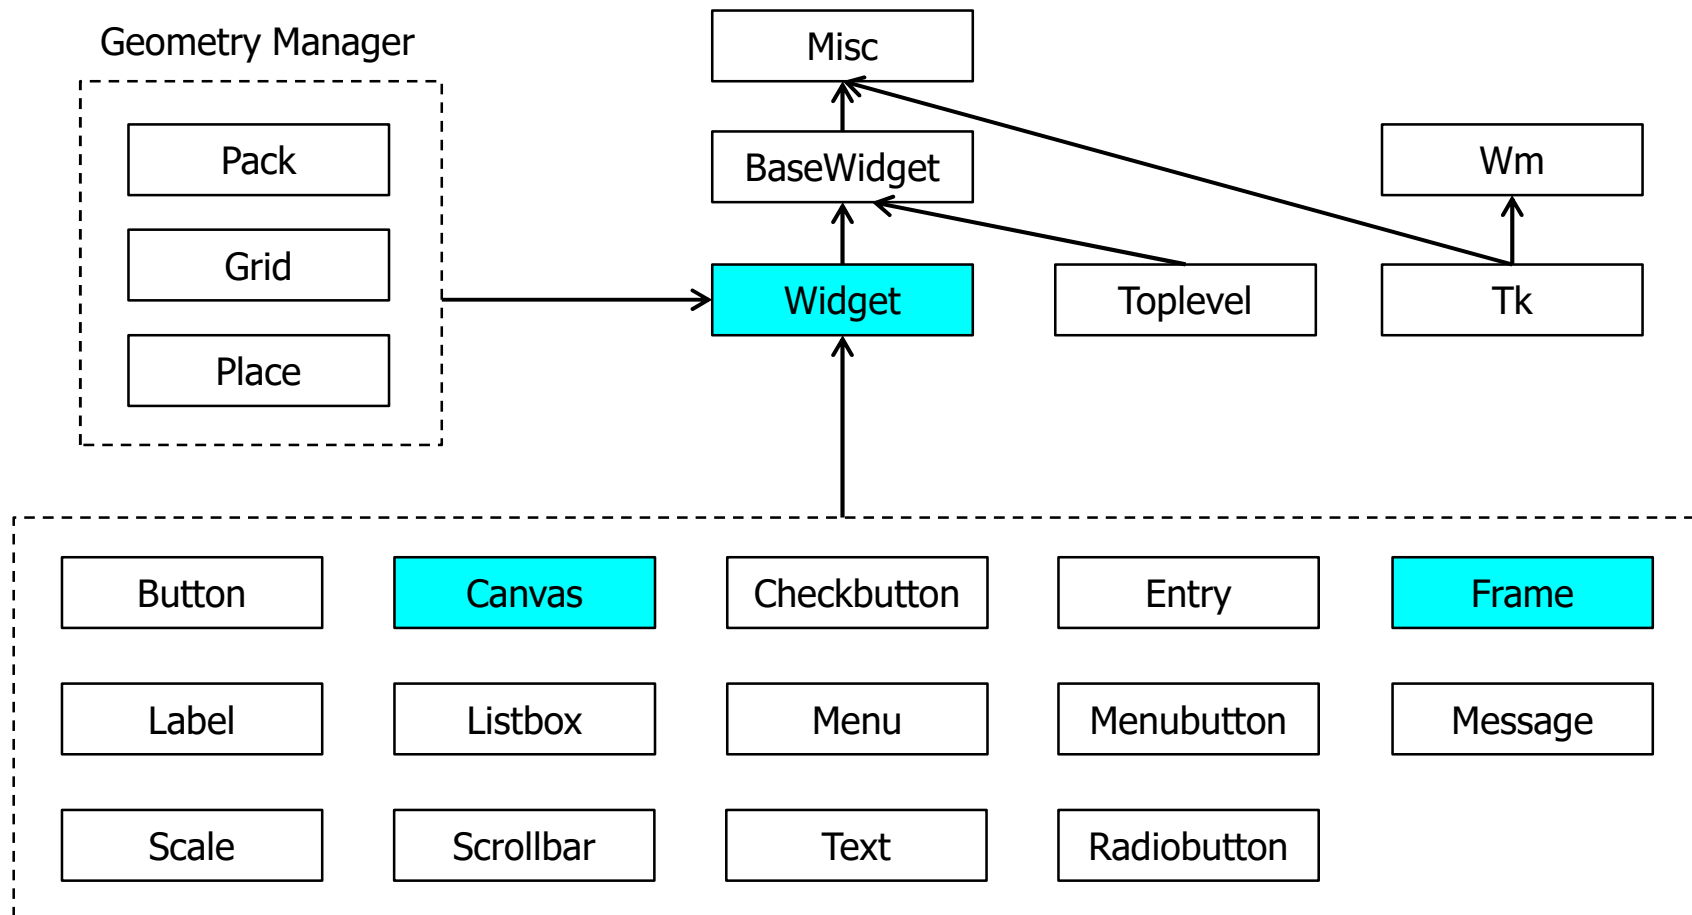 Geometry Manager
Pack
Grid
Place
Misc
BaseWidget
Widget
Toplevel
Wm
Tk
Button
Canvas
Checkbutton
Entry
Frame
Label
Listbox
Menu
Menubutton
Message
Scale
Scrollbar
Text
Radiobutton